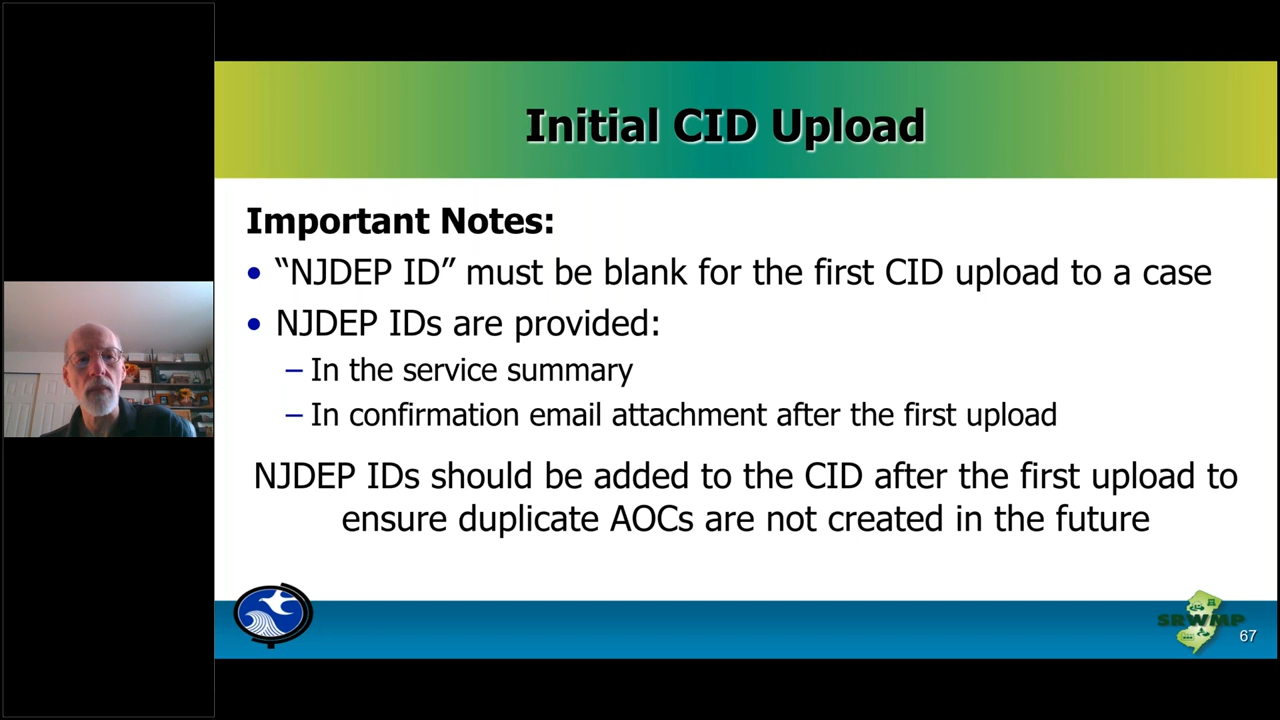 Initial CID Upload
Important Notes:
• “NJDEP ID” must be blank for the first CID upload to a case
• NJDEP IDs are provided:
– In the service summary
– In confirmation email attachment after the first upload
NJDEP IDs should be added to the CID after the first upload to
ensure duplicate AOCs are not created in the future
SRWMP
67